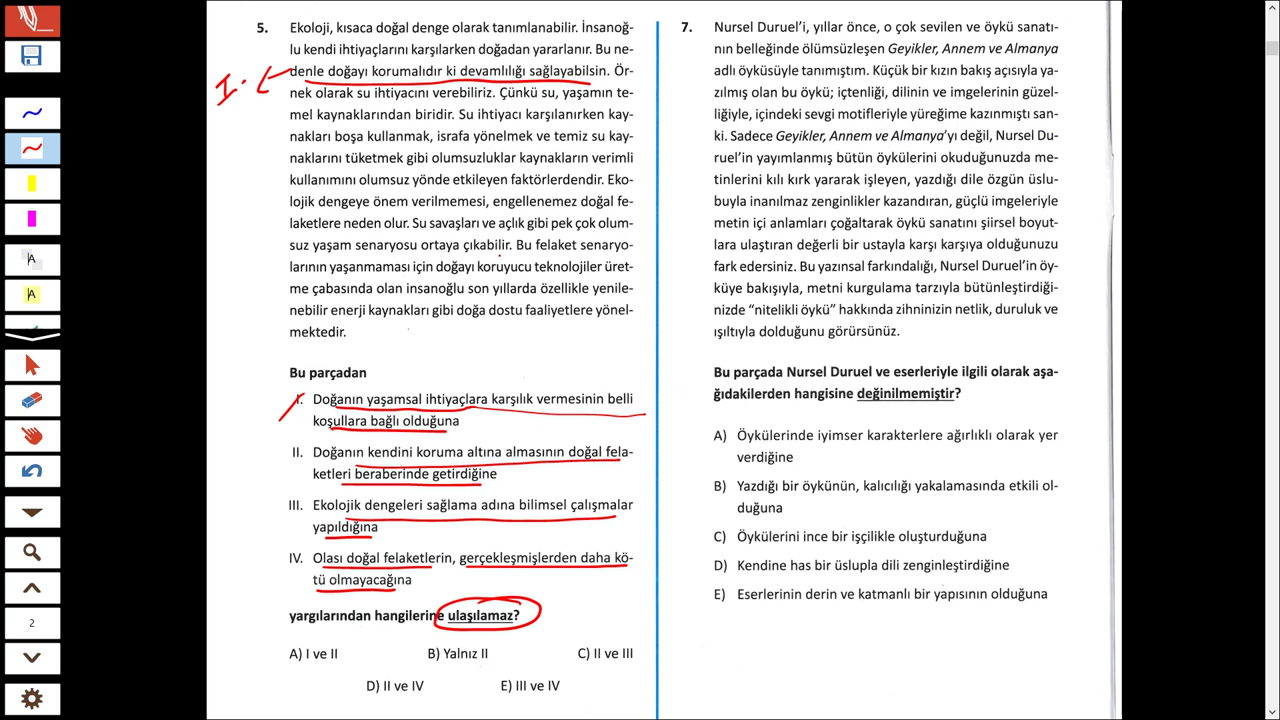 5.
Ekoloji, kısaca doğal denge olarak tanımlanabilir. İnsanoğ-
lu kendi ihtiyaçlarını karşılarken doğadan yararlanır. Bu ne-
denle doğayı korumalıdır ki devamlılığı sağlayabilsin. Ör-
nek olarak su ihtiyacını verebiliriz. Çünkü su, yaşamın te-
mel kaynaklarından biridir. Su ihtiyacı karşılanırken kay-
nakları boşa kullanmak, israfa yönelmek ve temiz su kay-
naklarını tüketmek gibi olumsuzluklar kaynakların verimli
kullanımını olumsuz yönde etkileyen faktörlerdendir. Eko-
lojik dengeye önem verilmemesi, engellenemez doğal fe-
laketlere neden olur. Su savaşları ve açlık gibi pek çok olum-
suz yaşam senaryosu ortaya çıkabilir. Bu felaket senaryo-
larının yaşanmaması için doğayı koruyucu teknolojiler üret-
me çabasında olan insanoğlu son yıllarda özellikle yenile-
nebilir enerji kaynakları gibi doğa dostu faaliyetlere yönel-
mektedir.
I.
Bu parçadan
I. Doğanın yaşamsal ihtiyaçlara karşılık vermesinin belli
koşullara bağlı olduğuna
II. Doğanın kendini koruma altına almasının doğal fela-
ketleri beraberinde getirdiğine
III. Ekolojik dengeleri sağlama adına bilimsel çalışmalar
yapıldığına
IV. Olası doğal felaketlerin, gerçekleşmişlerden daha kö-
tü olmayacağına
yargılarından hangilerine ulaşılamaz?
A) I ve II B) Yalnız II C) II ve III
D) II ve IV E) III ve IV
7.
Nursel Duruel’i, yıllar önce, o çok sevilen ve öykü sanatı-
nın belleğinde ölümsüzleşen Geyikler, Annem ve Almanya
adlı öyküsüyle tanımıştım. Küçük bir kızın bakış açısıyla ya-
zılmış olan bu öykü; içtenliği, dilinin ve imgelerinin güzel-
liğiyle, içindeki sevgi motifleriyle yüreğime kazınmıştı san-
ki. Sadece Geyikler, Annem ve Almanya’yı değil, Nursel Du-
ruel’in yayımlanmış bütün öykülerini okuduğunuzda me-
tinlerini kılı kırk yararak işleyen, yazdığı dile özgün üslu-
buyla inanılmaz zenginlikler kazandıran, güçlü imgeleriyle
metin içi anlamları çoğaltarak öykü sanatını şiirsel boyut-
lara ulaştıran değerli bir ustayla karşı karşıya olduğunuzu
fark edersiniz. Bu yazınsal farkındalığı, Nursel Duruel’in öy-
küye bakışıyla, metni kurgulama tarzıyla bütünleştirdiği-
nizde “nitelikli öykü” hakkında zihninizin netlik, duruluk ve
ışıltıyla dolduğunu görürsünüz.
Bu parçada Nursel Duruel ve eserleriyle ilgili olarak aşa-
ğıdakilerden hangisine değinilmemiştir?
A) Öykülerinde iyimser karakterlere ağırlıklı olarak yer
verdiğine
B) Yazdığı bir öykünün, kalıcılığı yakalamasında etkili ol-
duğuna
C) Öykülerini ince bir işçilikle oluşturduğuna
D) Kendine has bir üslupla dili zenginleştirdiğine
E) Eserlerinin derin ve katmanlı bir yapısının olduğuna
A
A
2